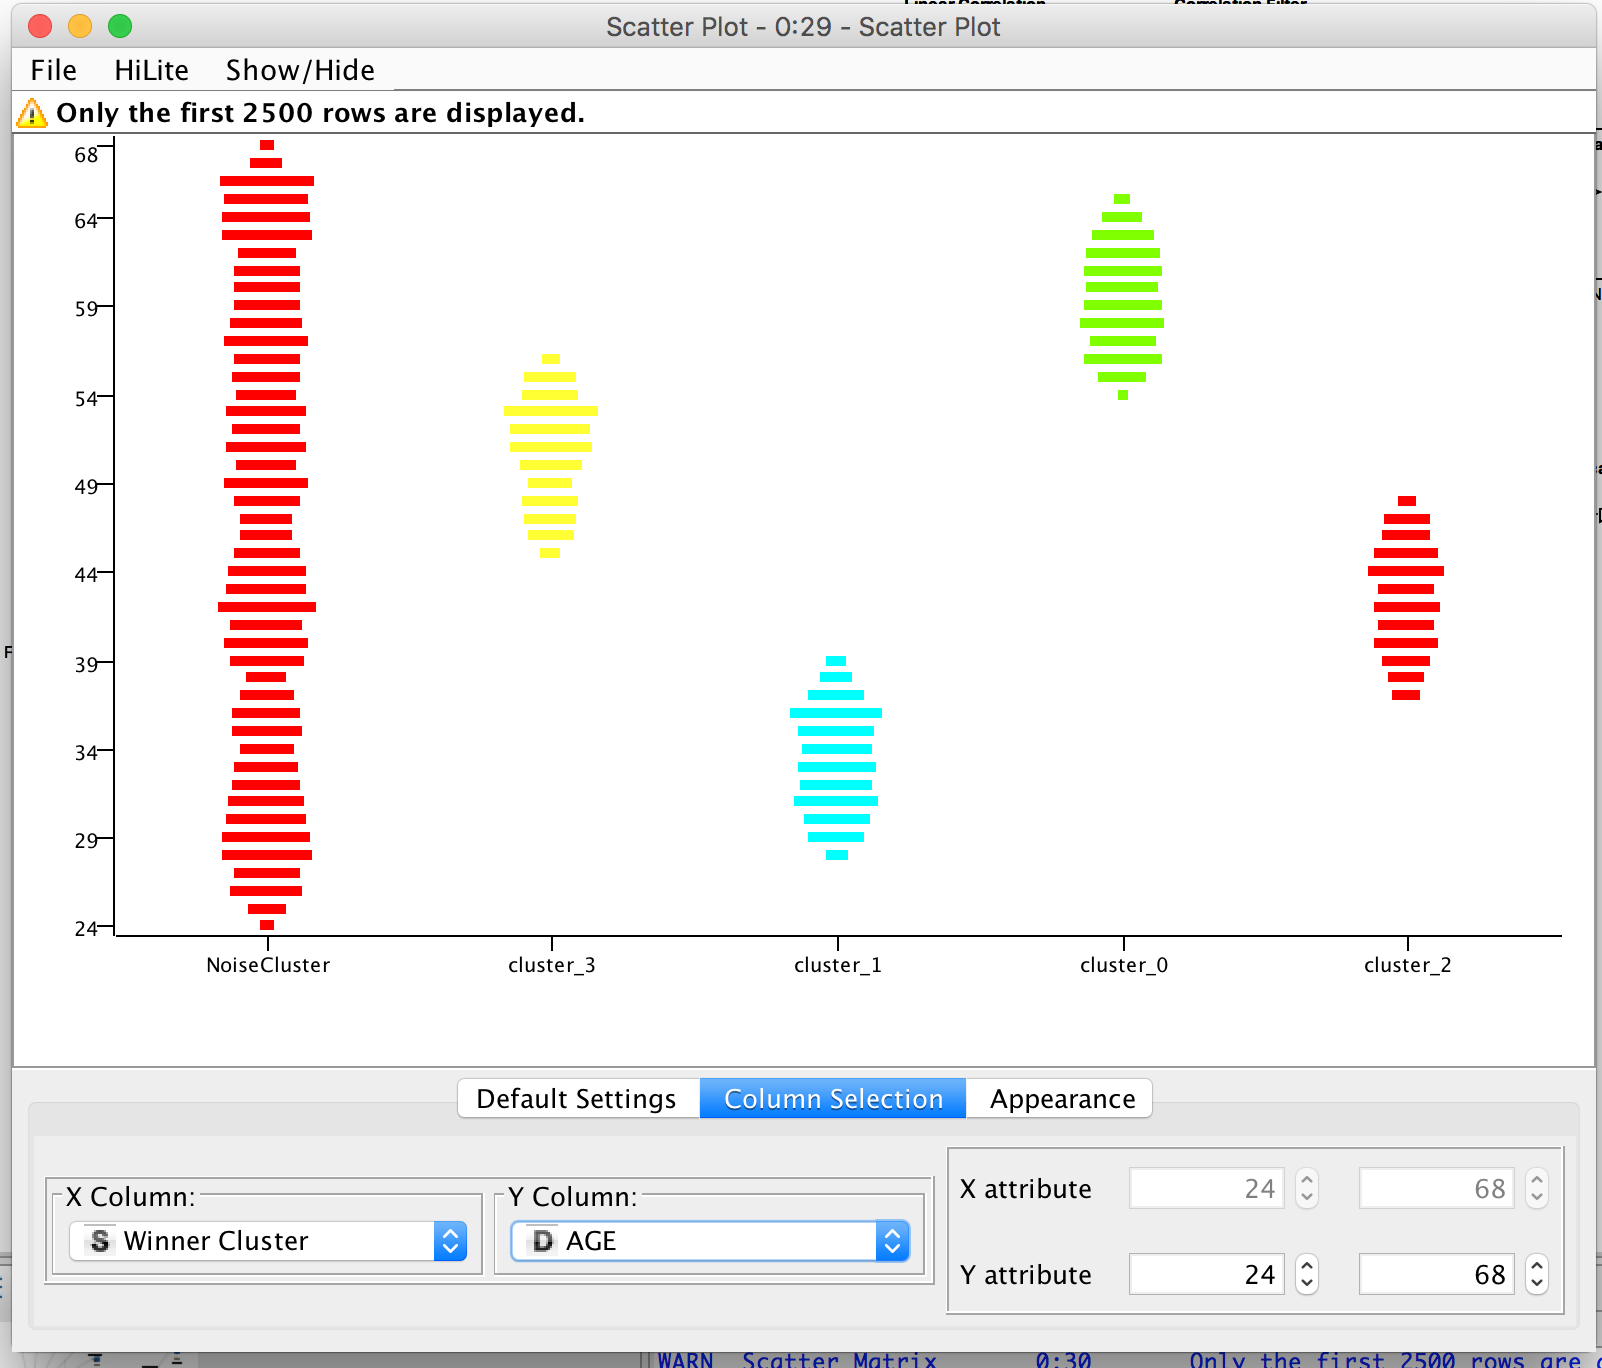 Scatter Plot - 0:29 - Scatter Plot
File HiLite Show/Hide
Only the first 2500 rows are displayed.
68
64
59
54
49
44
39
34
29
24
NoiseCluster cluster_3 cluster_1 cluster_0 cluster_2
Default Settings Column Selection Appearance
X Column: Y Column:
S Winner Cluster D AGE
X attribute 24 68
Y attribute 24 68
WARN Scatter Matrix 0:30 Only the first 2500 rows are